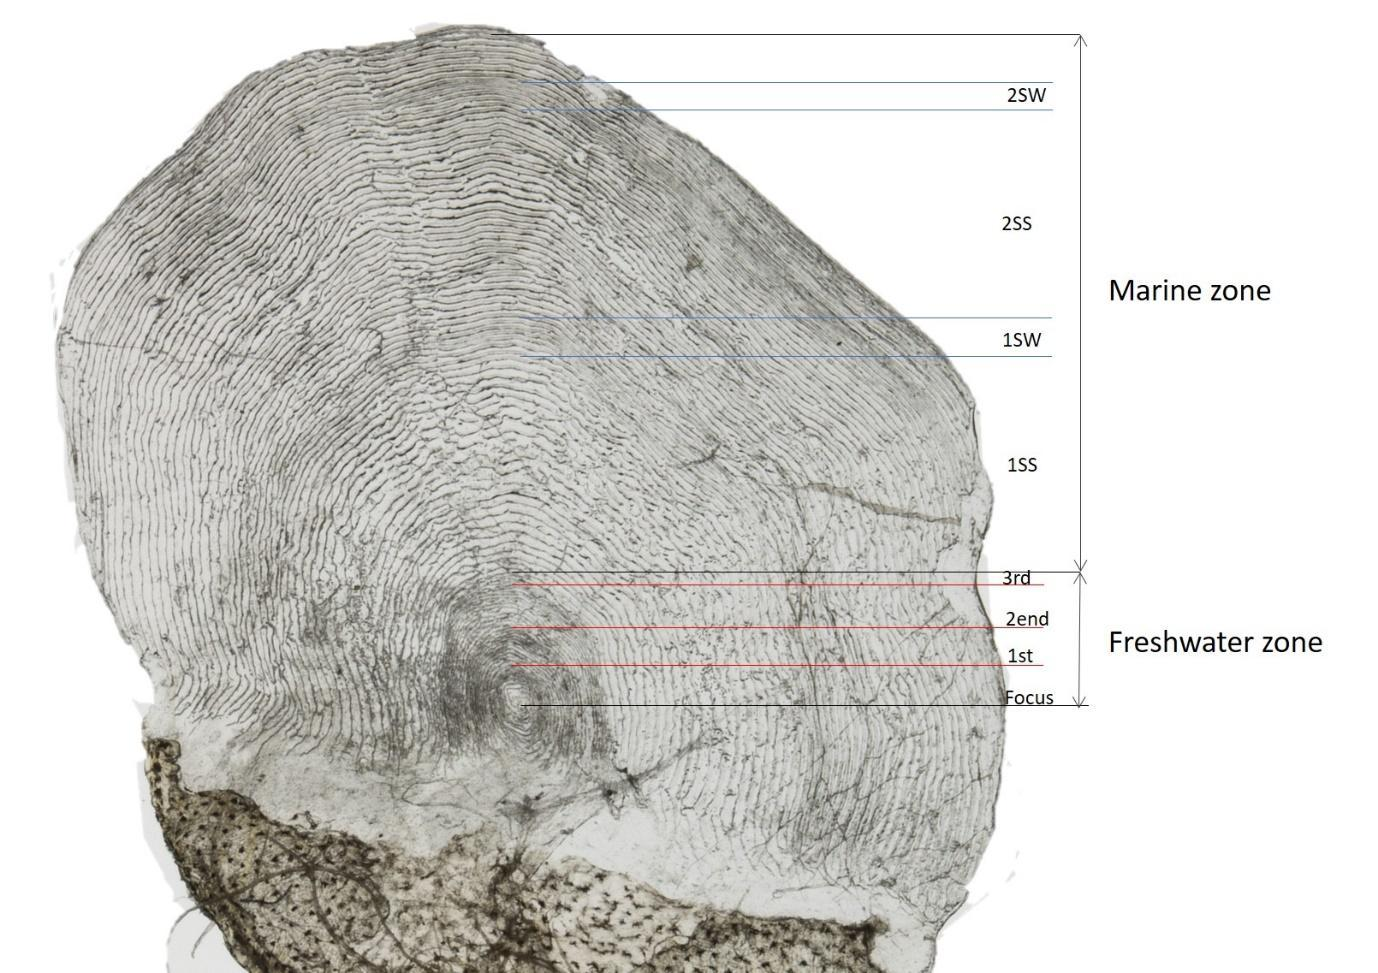 2SW
2SS
Marine zone
1SW
1SS
3rd
2end
Freshwater zone
1st
Focus